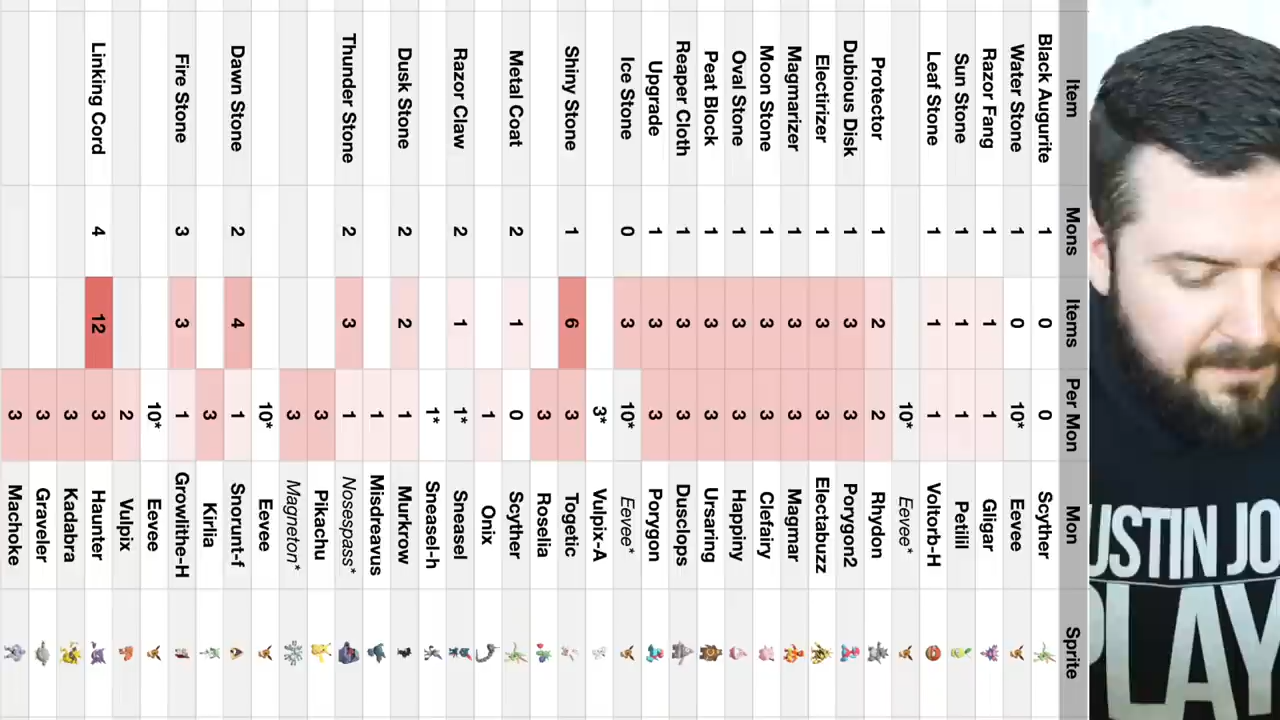 Item Mons Items Per Mon Mon Sprite
Black Augurite 1 0 0 Scyther
Water Stone 1 0 10* Eevee
Razor Fang 1 1 1 Gligar
Sun Stone 1 1 1 Petilil
Leaf Stone 1 1 1 Voltorb-H
10* Eevee*
Protector 1 2 2 Rhydon
Dubious Disk 1 3 3 Porygon2
Electirizer 1 3 3 Electabuzz
Magmarizer 1 3 3 Magmar
Moon Stone 1 3 3 Clefairy
Oval Stone 1 3 3 Happiny
Peat Block 1 3 3 Ursaring
Reaper Cloth 1 3 3 Dusclops
Upgrade 1 3 3 Porygon
Ice Stone 0 3 10* Eevee*
3* Vulpix-A
Shiny Stone 1 6 3 Togetic
3 Roselia
Metal Coat 2 1 0 Scyther
1 Onix
Razor Claw 2 1 1* Sneasel
1* Sneasel-h
Dusk Stone 2 2 1 Murkrow
1 Misdreavus
Thunder Stone 2 3 1 Nosespass*
3 Pikachu
3 Magneton*
10* Eevee
Dawn Stone 2 4 1 Snorunt-f
3 Kirlia
Fire Stone 3 3 1 Growlithe-H
10* Eevee
2 Vulpix
Linking Cord 4 12 3 Haunter
3 Kadabra
3 Graveler
3 Machoke
USTIN JO
PLAY